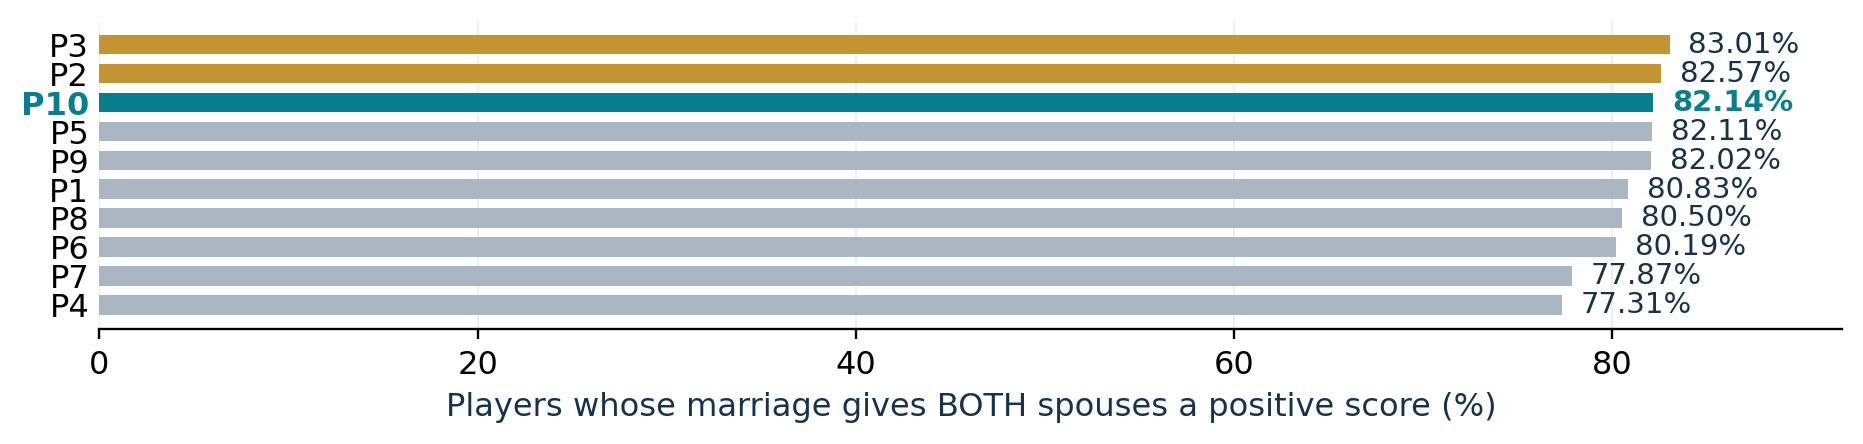 P3 83.01%
P2 82.57%
P10 82.14%
P5 82.11%
P9 82.02%
P1 80.83%
P8 80.50%
P6 80.19%
P7 77.87%
P4 77.31%
0 20 40 60 80
Players whose marriage gives BOTH spouses a positive score (%)